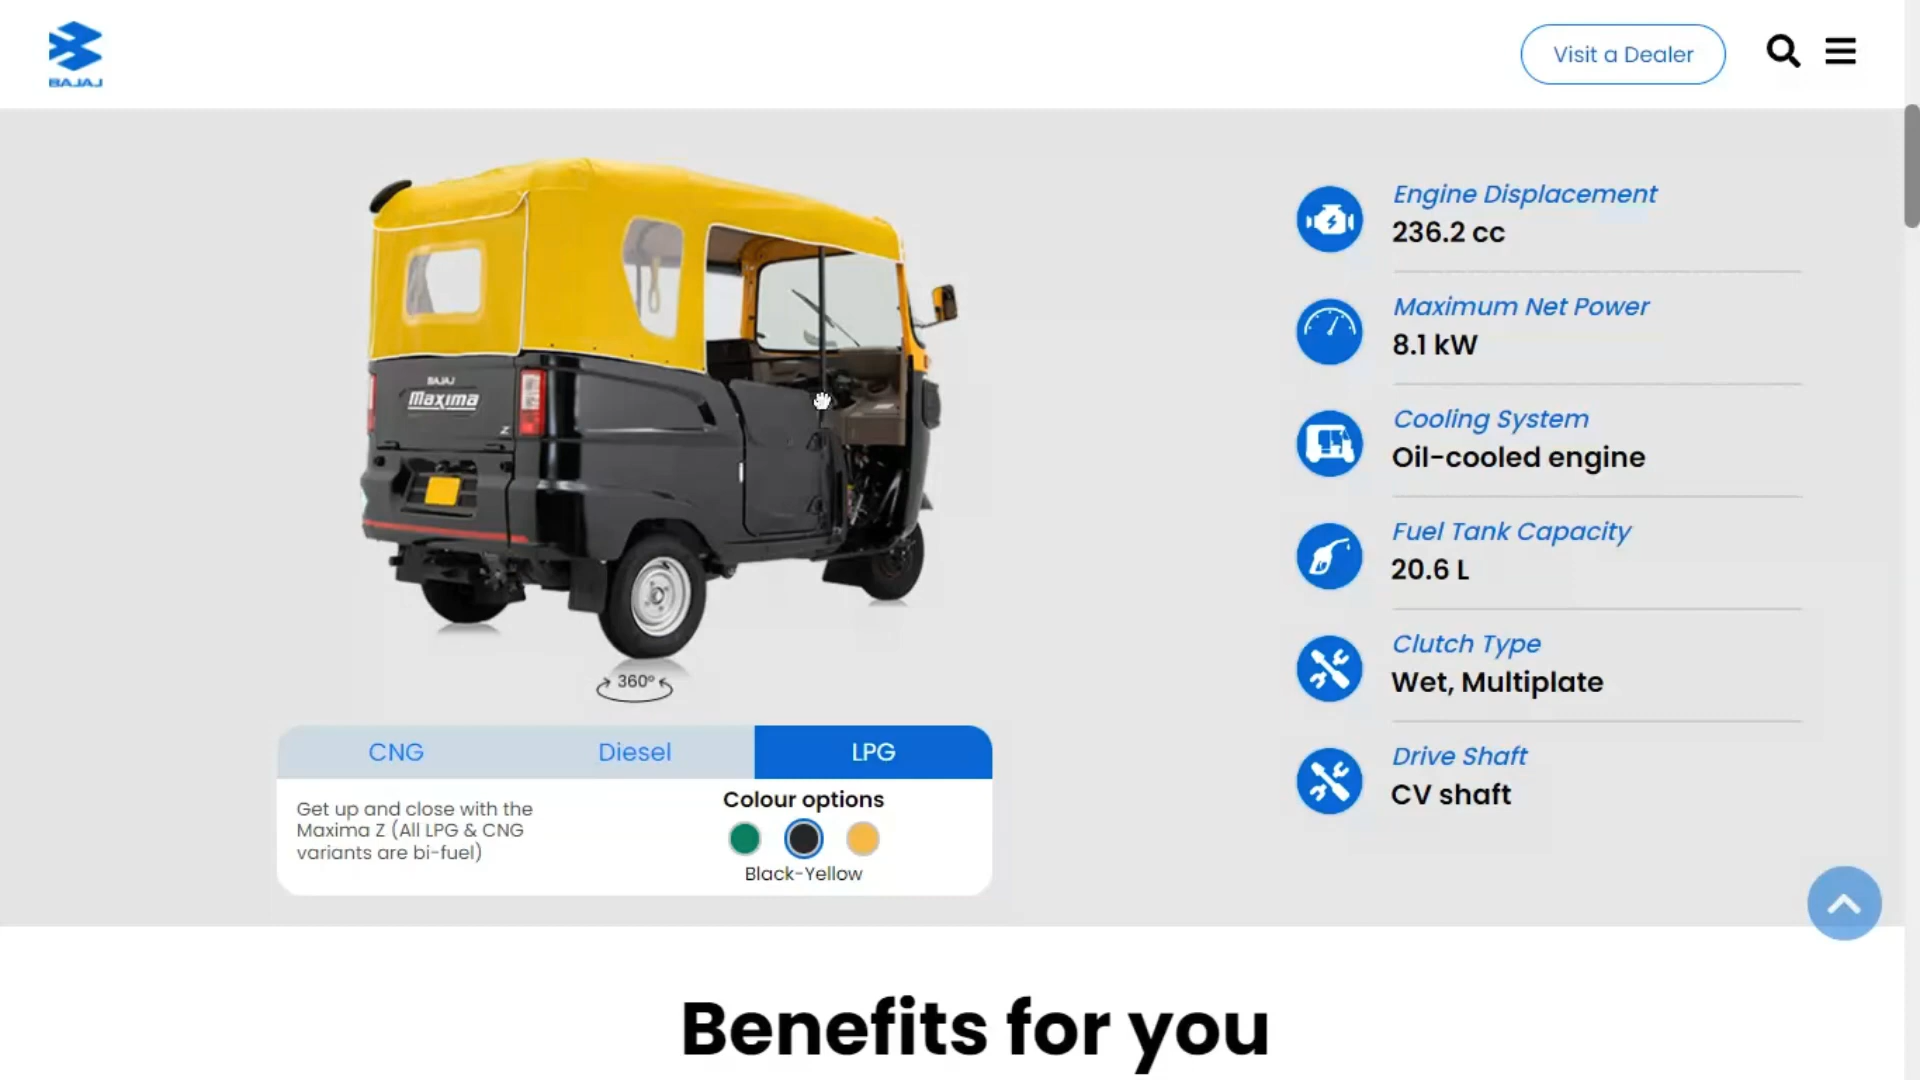 BAJAJ
Visit a Dealer
BAJAJ
Maxima
Z
360°
CNG
Diesel
LPG
Get up and close with the
Maxima Z (All LPG & CNG
variants are bi-fuel)
Colour options
Black-Yellow
Engine Displacement
236.2 cc
Maximum Net Power
8.1 kW
Cooling System
Oil-cooled engine
Fuel Tank Capacity
20.6 L
Clutch Type
Wet, Multiplate
Drive Shaft
CV shaft
Benefits for you